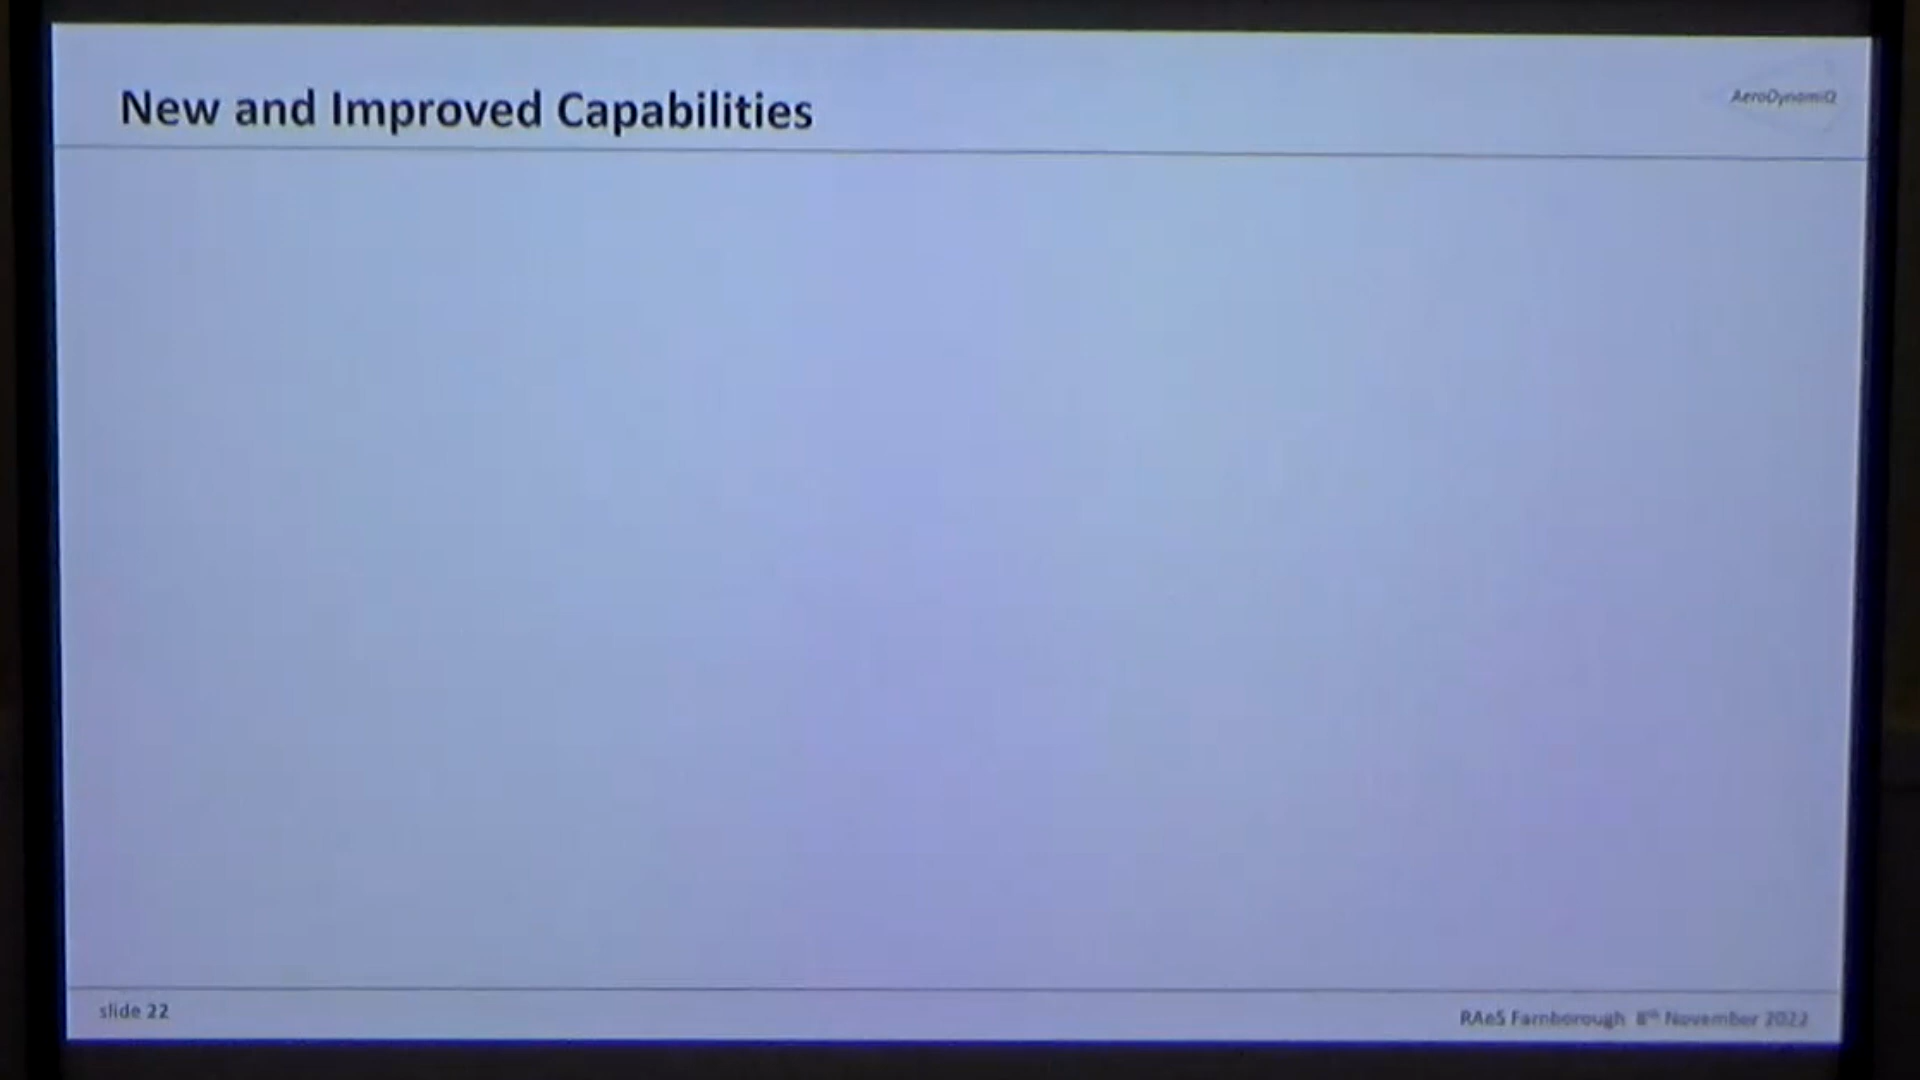 New and Improved Capabilities
AeroDynamiQ
slide 22
RAeS Farnborough 8th November 2022